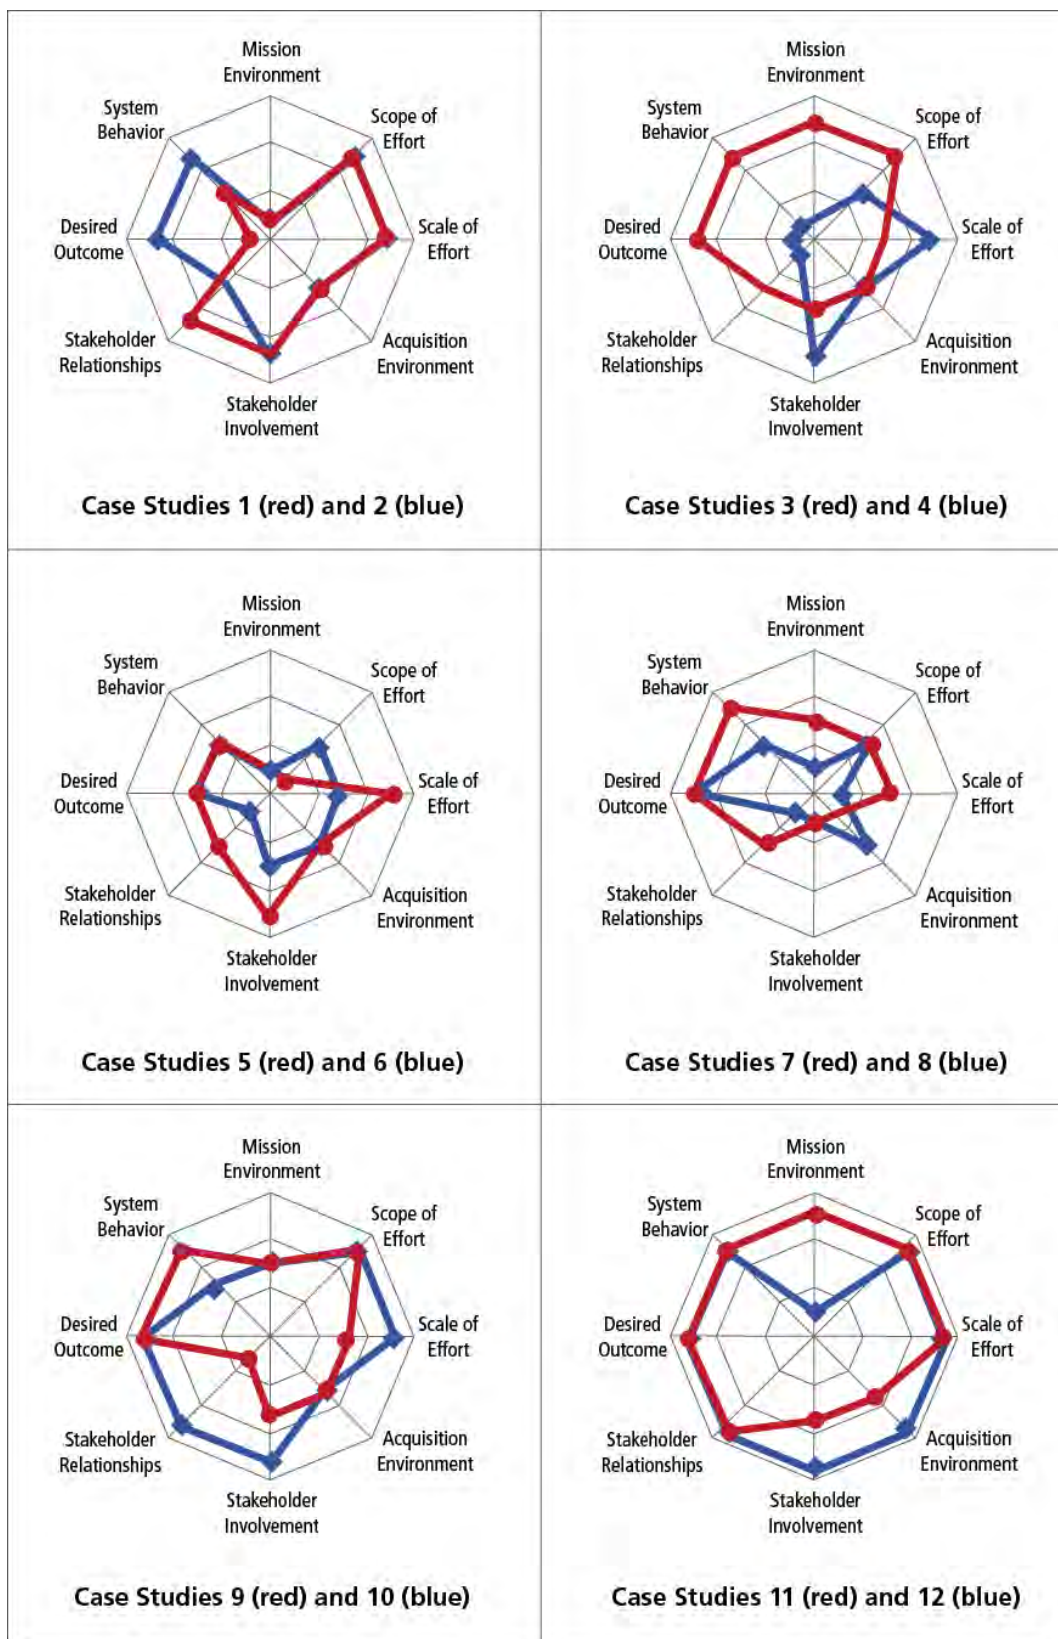 Mission
Environment
System
Behavior
Scope of
Effort
Desired
Outcome
Scale of
Effort
Stakeholder
Relationships
Acquisition
Environment
Stakeholder
Involvement
Case Studies 1 (red) and 2 (blue)
Mission
Environment
System
Behavior
Scope of
Effort
Desired
Outcome
Scale of
Effort
Stakeholder
Relationships
Acquisition
Environment
Stakeholder
Involvement
Case Studies 3 (red) and 4 (blue)
Mission
Environment
System
Behavior
Scope of
Effort
Desired
Outcome
Scale of
Effort
Stakeholder
Relationships
Acquisition
Environment
Stakeholder
Involvement
Case Studies 5 (red) and 6 (blue)
Mission
Environment
System
Behavior
Scope of
Effort
Desired
Outcome
Scale of
Effort
Stakeholder
Relationships
Acquisition
Environment
Stakeholder
Involvement
Case Studies 7 (red) and 8 (blue)
Mission
Environment
System
Behavior
Scope of
Effort
Desired
Outcome
Scale of
Effort
Stakeholder
Relationships
Acquisition
Environment
Stakeholder
Involvement
Case Studies 9 (red) and 10 (blue)
Mission
Environment
System
Behavior
Scope of
Effort
Desired
Outcome
Scale of
Effort
Stakeholder
Relationships
Acquisition
Environment
Stakeholder
Involvement
Case Studies 11 (red) and 12 (blue)